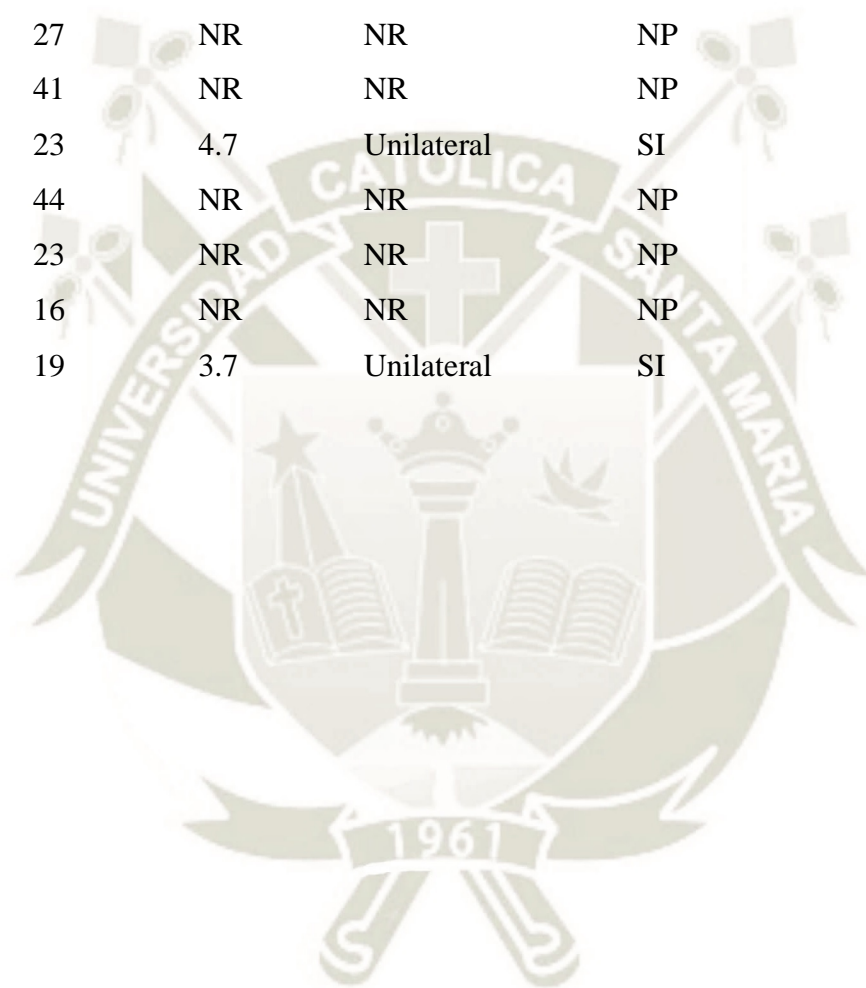 27 NR NR NP
41 NR NR NP
23 4.7 Unilateral SI
44 NR NR NP
23 NR NR NP
16 NR NR NP
19 3.7 Unilateral SI
UNIVERSIDAD CATOLICA SANTA MARIA
1961